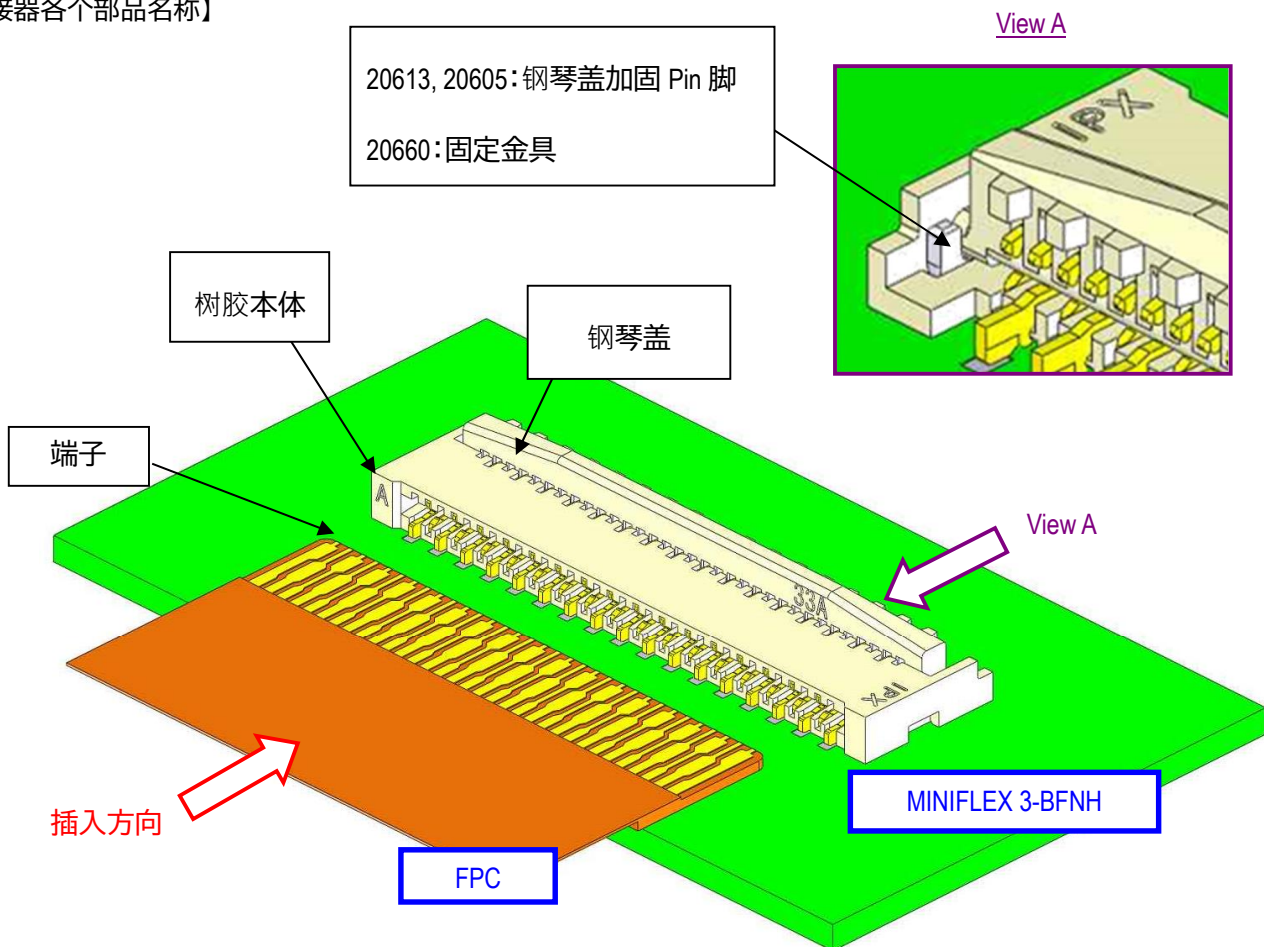 接器各个部品名称】
View A
20613, 20605：钢琴盖加固 Pin 脚
20660：固定金具
IPX
树胶本体
钢琴盖
端子
A
View A
33A
IPX
MINIFLEX 3-BFNH
插入方向
FPC